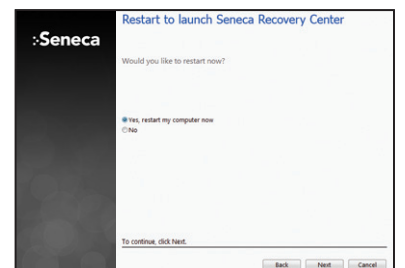 Restart to launch Seneca Recovery Center
:Seneca
Would you like to restart now?
Yes, restart my computer now
No
To continue, click Next.
Back Next Cancel